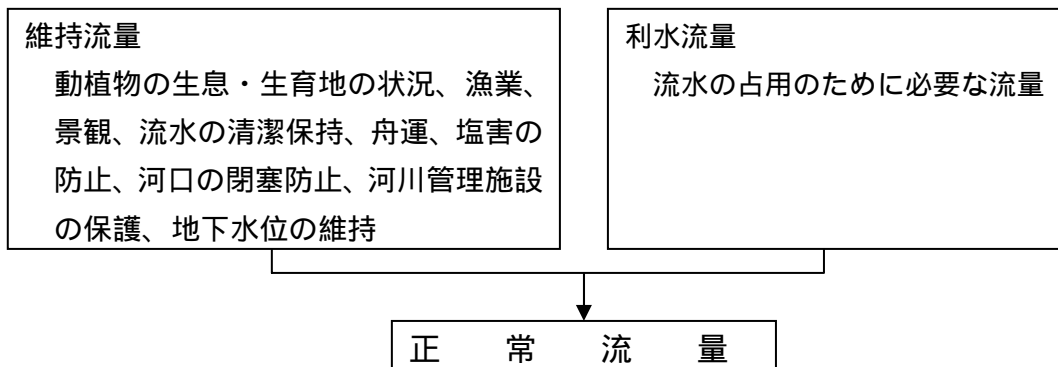 維持流量
動植物の生息・生育地の状況、漁業、
景観、流水の清潔保持、舟運、塩害の
防止、河口の閉塞防止、河川管理施設
の保護、地下水位の維持
利水流量
流水の占用のために必要な流量
正常流量